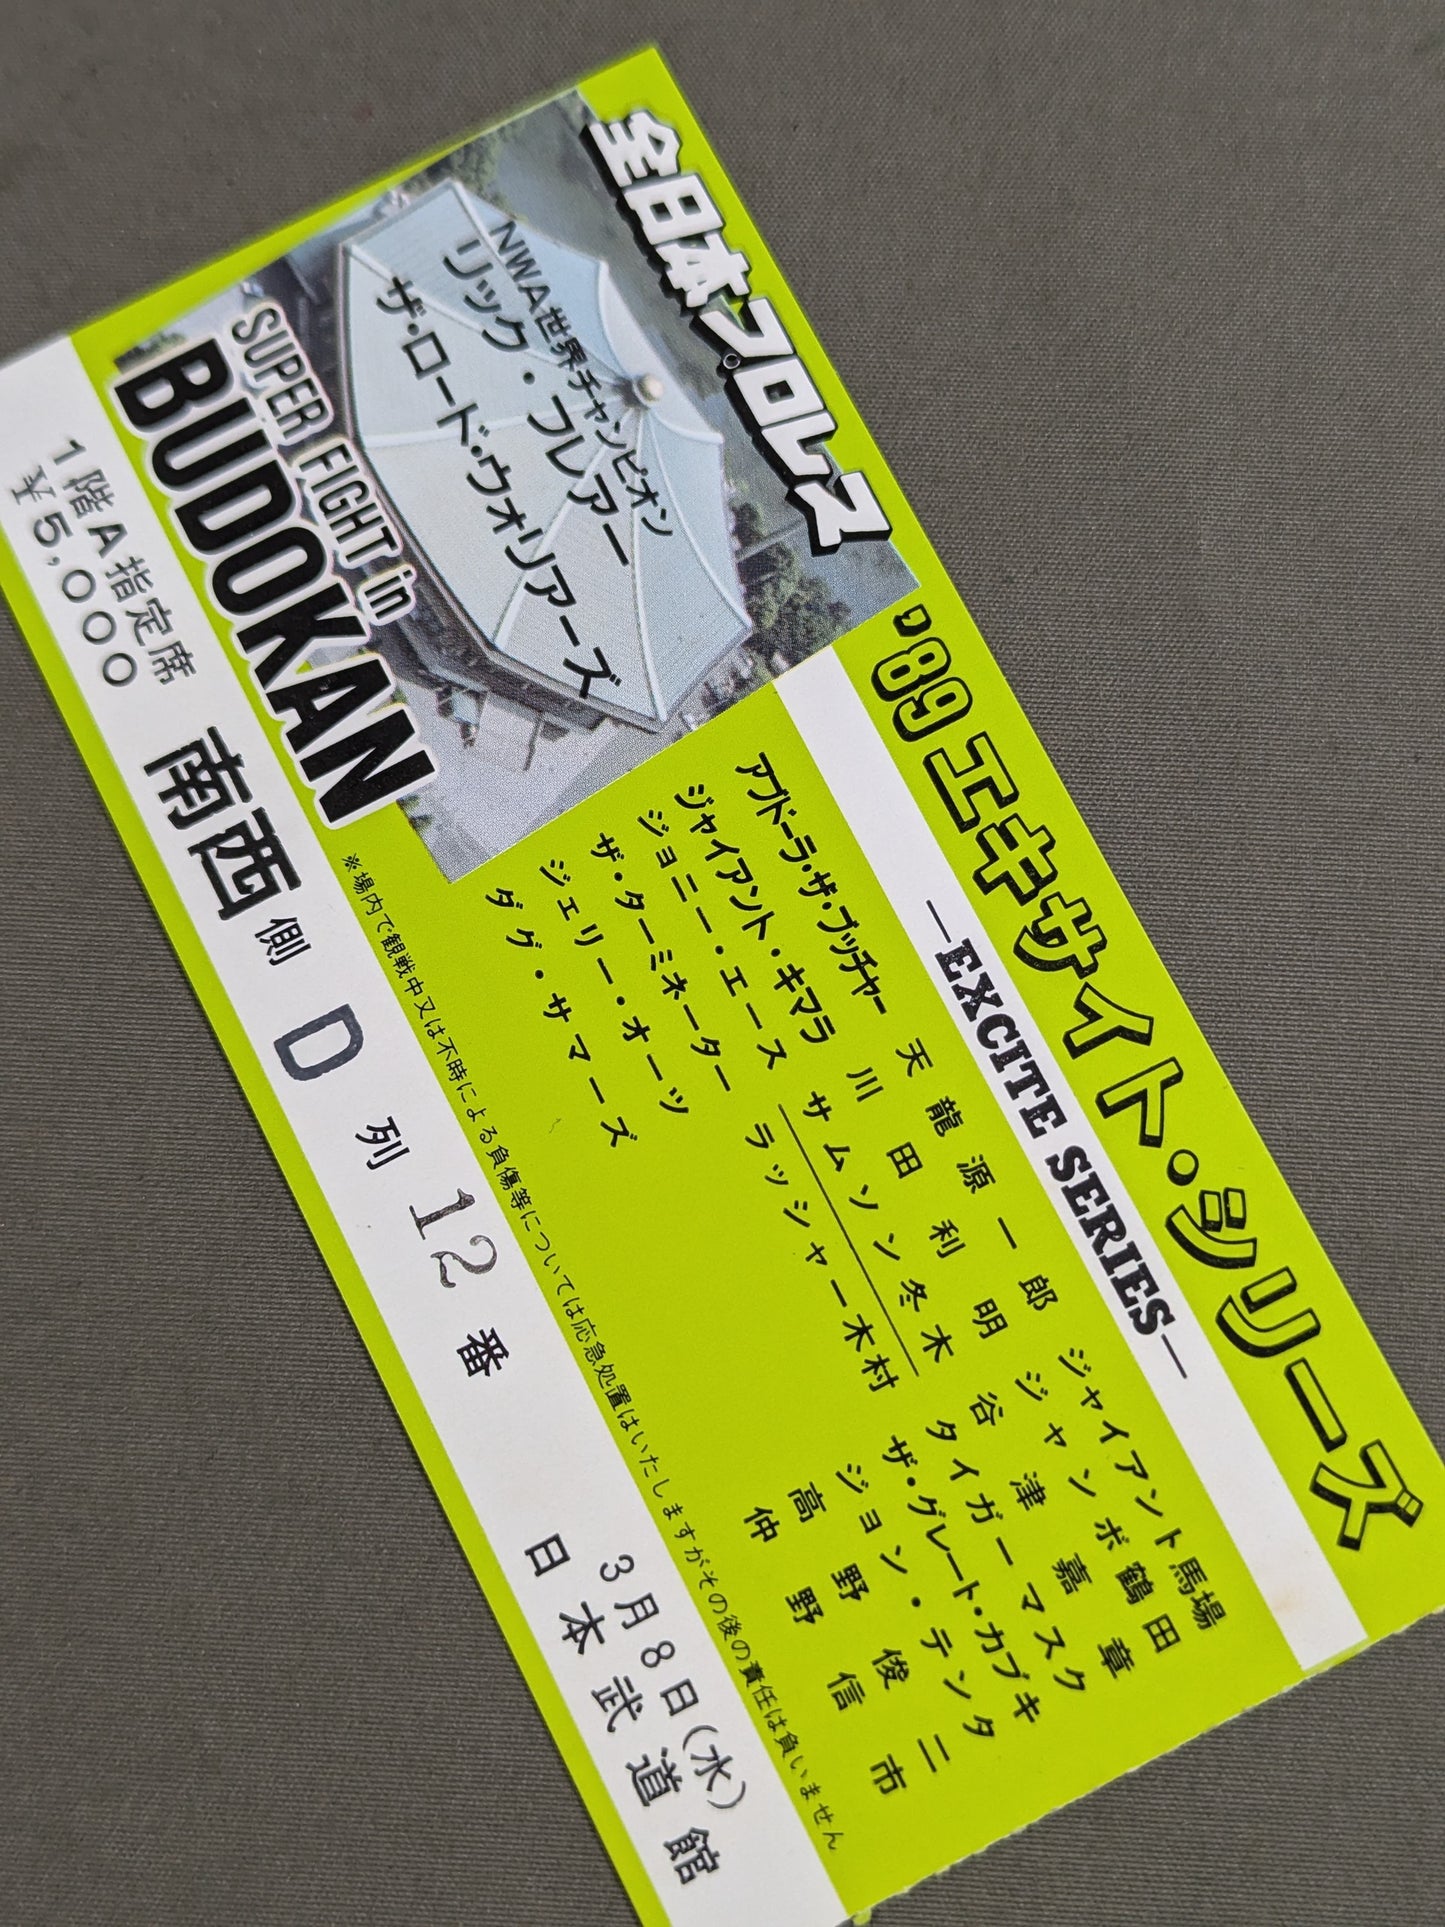 全日本プロレス
'89エキサイト・シリーズ
—EXCITE SERIES—
NWA世界チャンピオン
リック・フレアー
ザ・ロード・ウォリアーズ
SUPER FIGHT in
BUDOKAN
アブドーラ・ザ・ブッチャー
ジャイアント・キマラ
ジョニー・エース
ザ・ターミネーター
ジェリー・オーツ
ダグ・サマーズ
天龍源一郎
川田利明
サムソン冬木
ラッシャー木村
ジャイアント馬場
ジャンボ鶴田
谷津嘉章
タイガーマスク
ザ・グレート・カブキ
ジョン・テンタ
高野俊二
仲野信市
※場内で観戦中又は不時による負傷等については応急処置はいたしますがその後の責任は負いません
1階A指定席
¥5,000
南西側 D列 12番
3月8日(水)
日本武道館